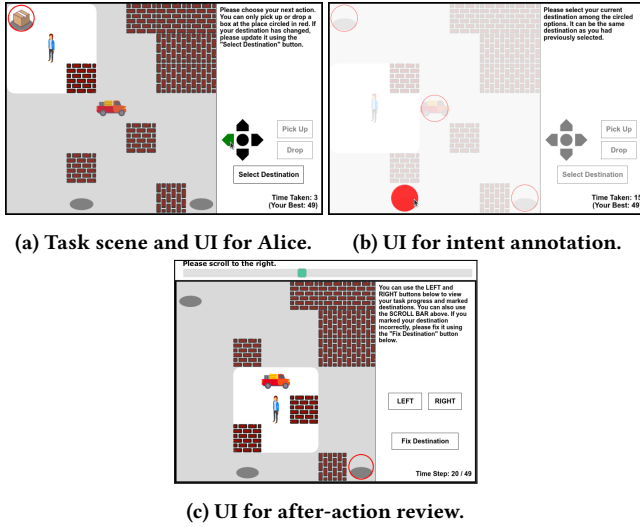 Please choose your next action.
You can only pick up or drop a
box at the place circled in red. If
your destination has changed,
please update it using the
"Select Destination" button.
Pick Up
Drop
Select Destination
Time Taken: 3
(Your Best: 49)
Please select your current
destination among the circled
options. It can be the same
destination as you had
previously selected.
Pick Up
Drop
Select Destination
Time Taken: 15
(Your Best: 49)
(a) Task scene and UI for Alice.
(b) UI for intent annotation.
Please scroll to the right.
You can use the LEFT and
RIGHT buttons below to view
your task progress and marked
destinations. You can also use
the SCROLL BAR above. If you
marked your destination
incorrectly, please fix it using
the "Fix Destination" button
below.
LEFT
RIGHT
Fix Destination
Time Step: 20 / 49
(c) UI for after-action review.